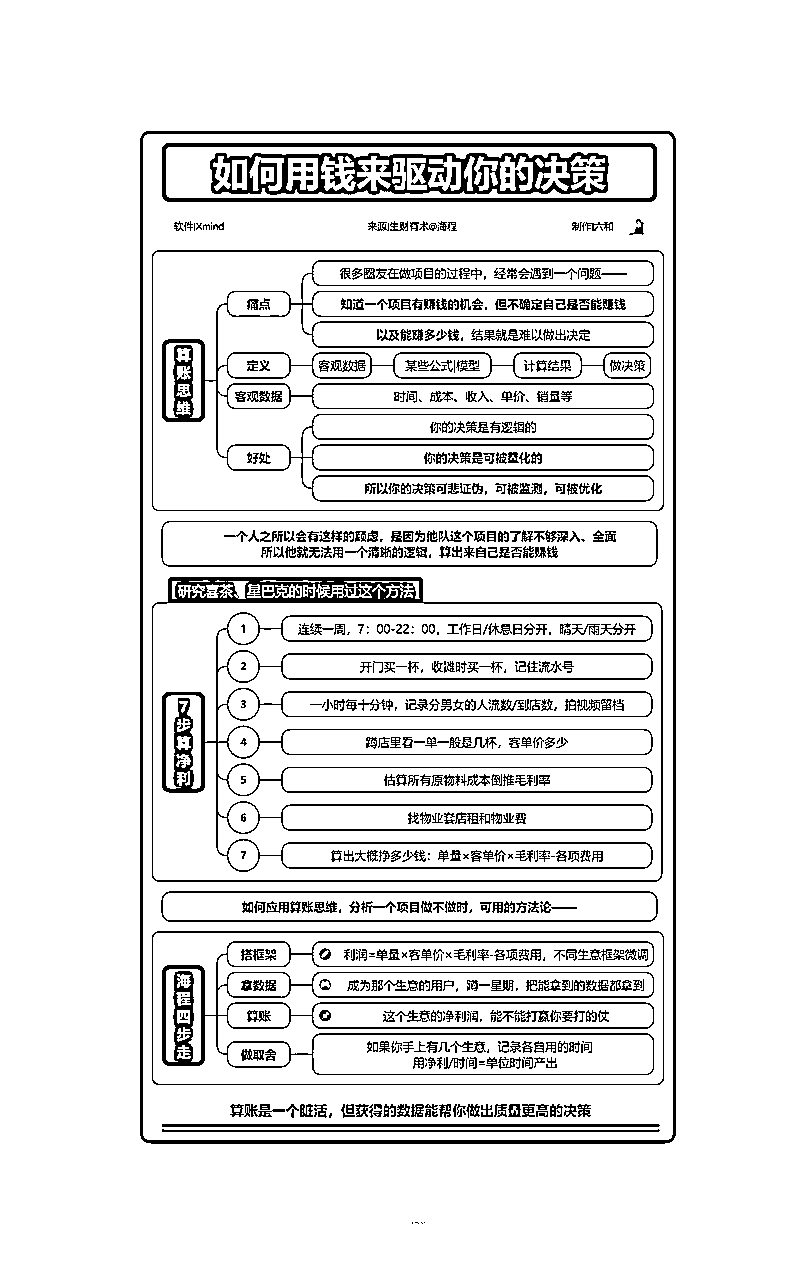 如何用钱来驱动你的决策
软件|Xmind
来源|生财有术@海程
制作|六和
算账思维
痛点
很多圈友在做项目的过程中，经常会遇到一个问题——
知道一个项目有赚钱的机会，但不确定自己是否能赚钱
以及能赚多少钱，结果就是难以做出决定
定义
客观数据
某些公式|模型
计算结果
做决策
客观数据
时间、成本、收入、单价、销量等
好处
你的决策是有逻辑的
你的决策是可被量化的
所以你的决策可悲证伪，可被监测，可被优化
一个人之所以会有这样的顾虑，是因为他队这个项目的了解不够深入、全面
所以他就无法用一个清晰的逻辑，算出来自己是否能赚钱
研究喜茶、星巴克的时候用过这个方法
7步算净利
1
连续一周，7：00-22：00，工作日/休息日分开，晴天/雨天分开
2
开门买一杯，收摊时买一杯，记住流水号
3
一小时每十分钟，记录分男女的人流数/到店数，拍视频留档
4
蹲店里看一单一般是几杯，客单价多少
5
估算所有原物料成本倒推毛利率
6
找物业套店租和物业费
7
算出大概挣多少钱：单量×客单价×毛利率-各项费用
如何应用算账思维，分析一个项目做不做时，可用的方法论——
海程四步走
搭框架
利润=单量×客单价×毛利率-各项费用，不同生意框架微调
拿数据
成为那个生意的用户，蹲一星期，把能拿到的数据都拿到
算账
这个生意的净利润，能不能打赢你要打的仗
做取舍
如果你手上有几个生意，记录各自用的时间
用净利/时间=单位时间产出
算账是一个脏活，但获得的数据能帮你做出质量更高的决策